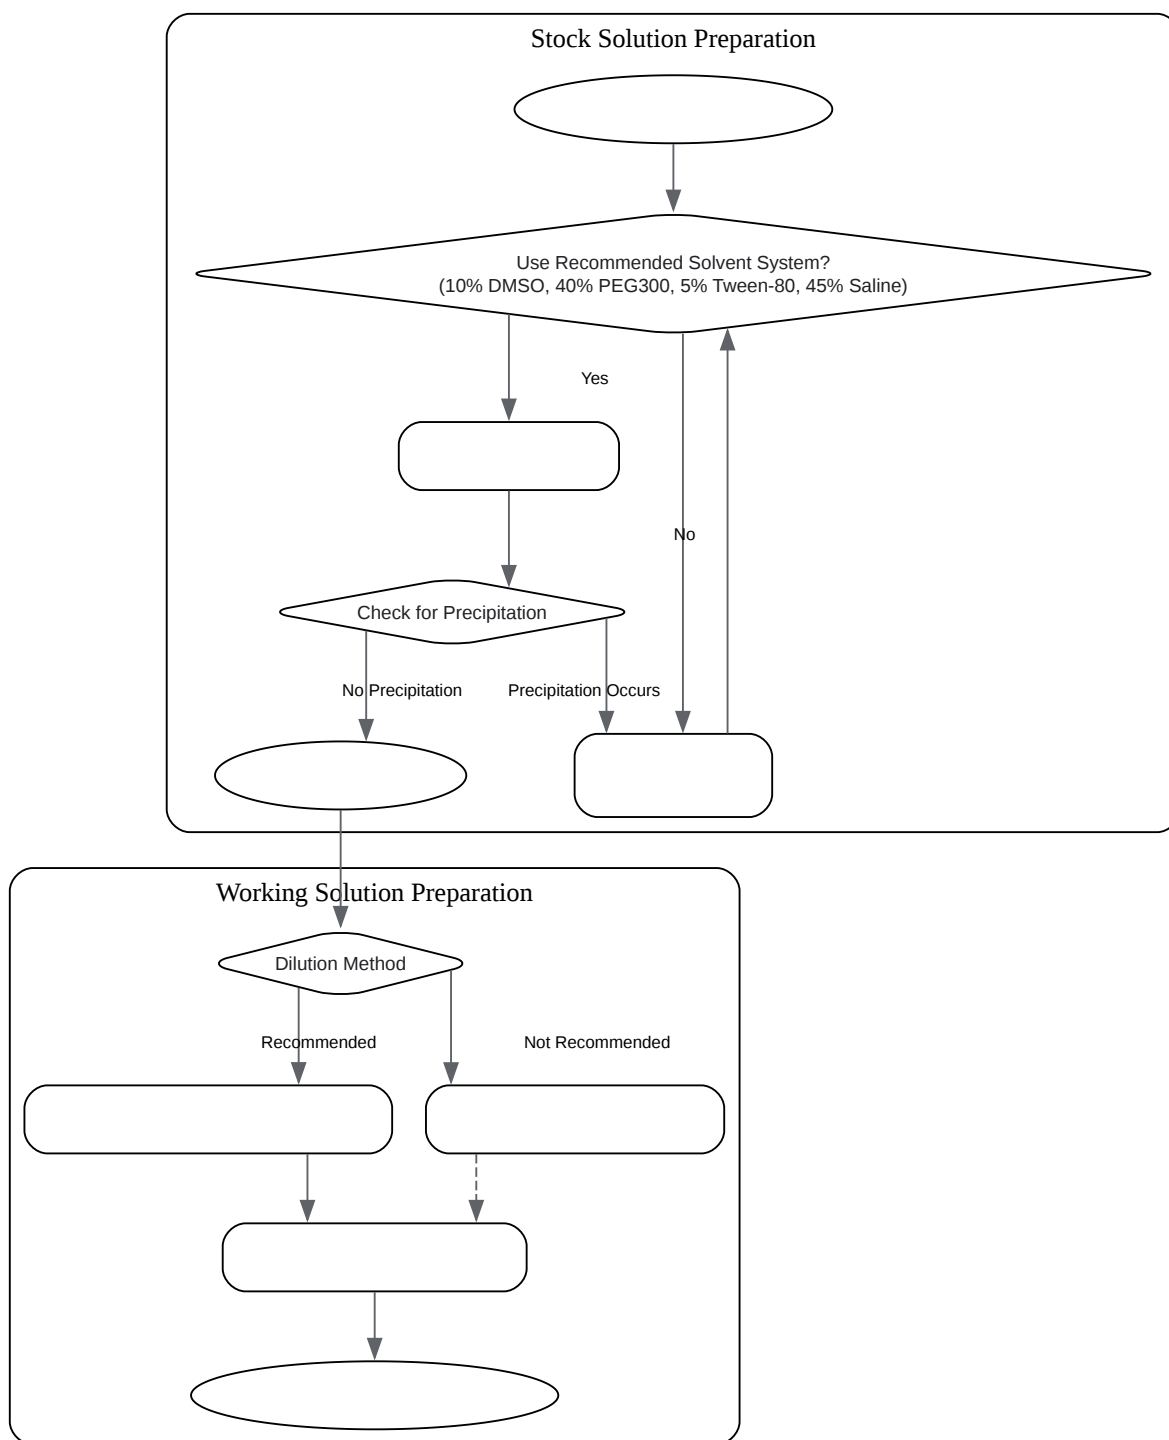 Stock Solution Preparation
Use Recommended Solvent System?
(10% DMSO, 40% PEG300, 5% Tween-80, 45% Saline)
Yes
No
Check for Precipitation
No Precipitation
Precipitation Occurs
Working Solution Preparation
Dilution Method
Recommended
Not Recommended